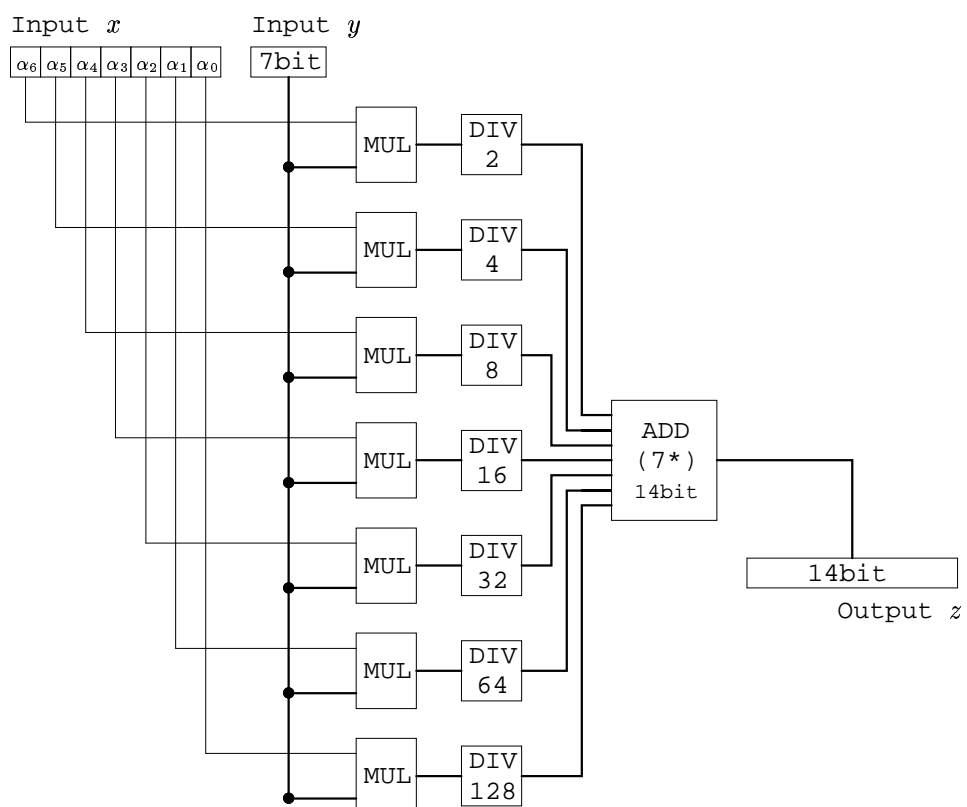 Input x
Input y
α6 α5 α4 α3 α2 α1 α0
7bit
MUL
DIV
2
MUL
DIV
4
MUL
DIV
8
MUL
DIV
16
ADD
(7*)
14bit
MUL
DIV
32
14bit
Output z
MUL
DIV
64
MUL
DIV
128